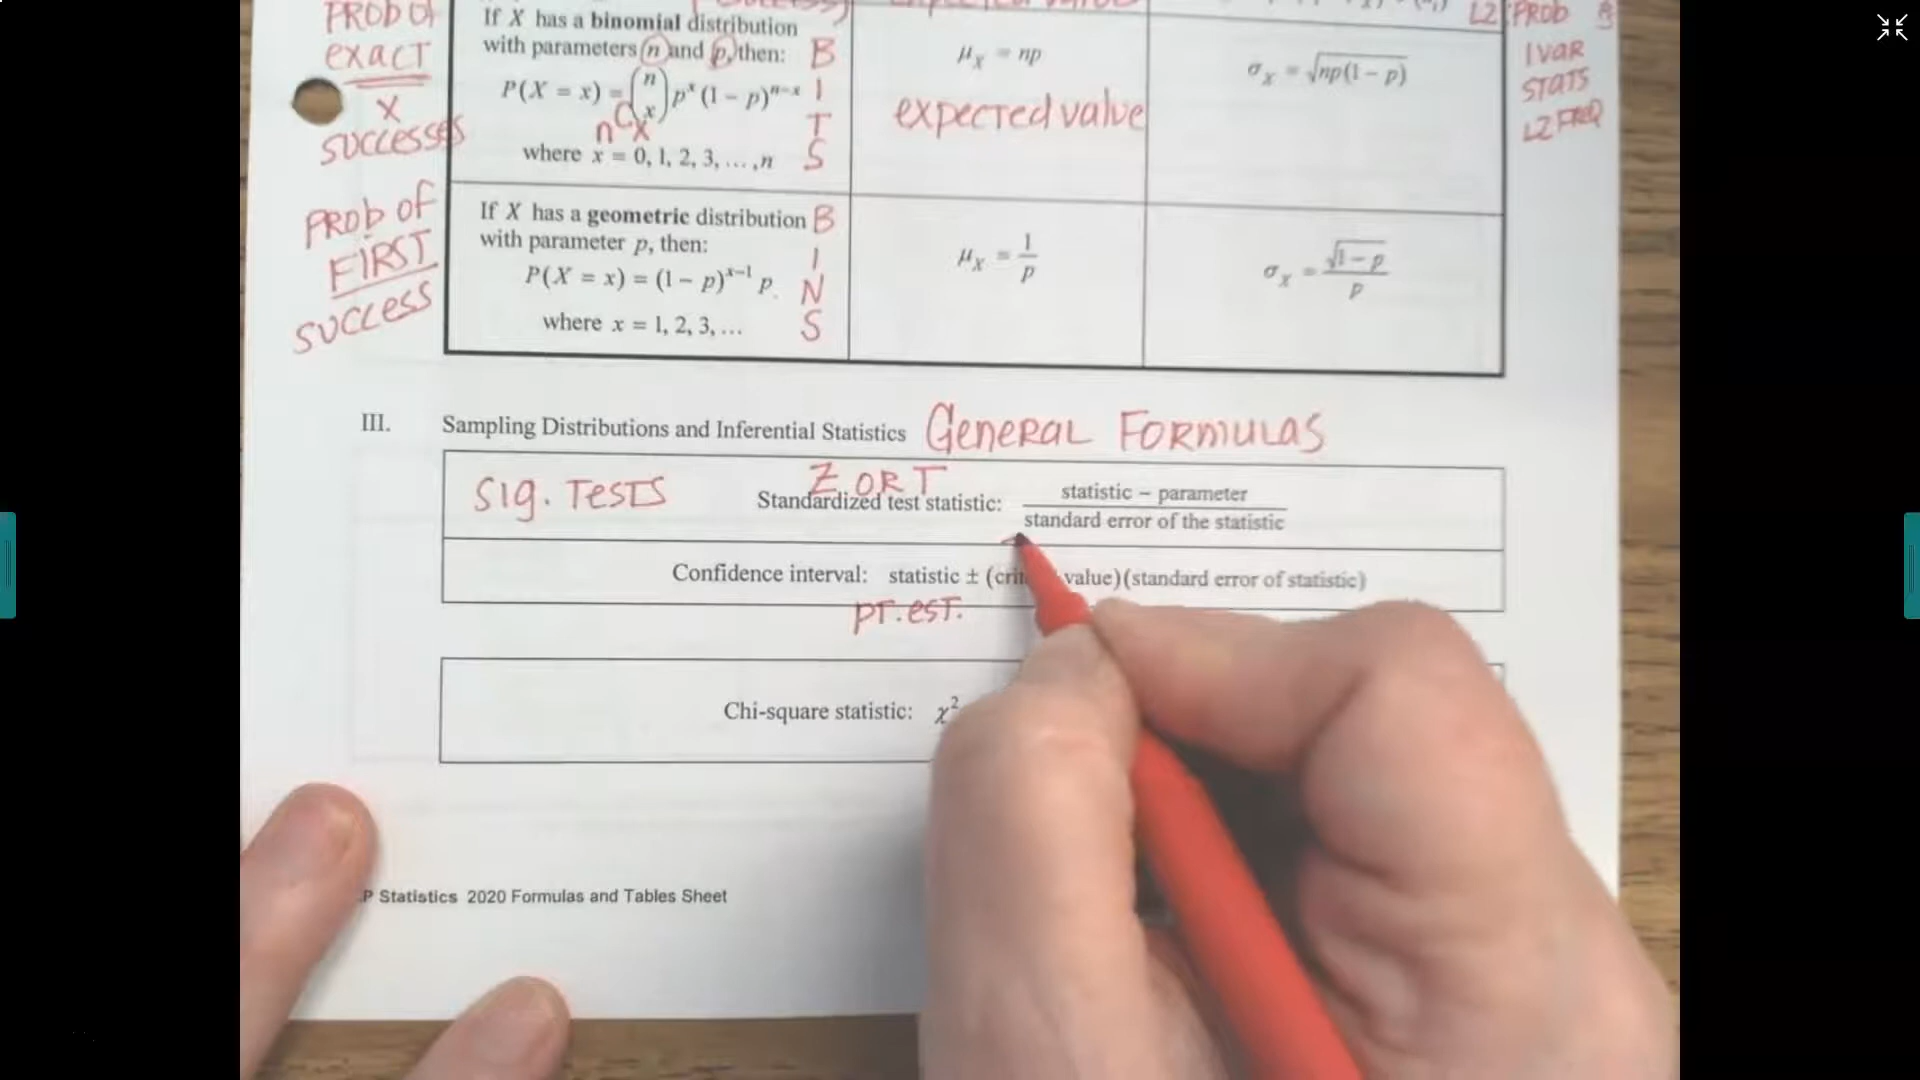 PROB OF
exact
X
SUCCESSES
If X has a binomial distribution
with parameters n and p, then:
P(X = x) = (n x) p^x (1 − p)^{n−x}
nCx
where x = 0, 1, 2, 3, …, n
B
I
T
S
μ_X = np
expected value
σ_X = √np(1 − p)
L2 PROB
1 VAR
STATS
L2 FREQ
PROB OF
FIRST
SUCCESS
If X has a geometric distribution
with parameter p, then:
P(X = x) = (1 − p)^{x−1} p
where x = 1, 2, 3, …
B
I
N
S
μ_X = 1/p
σ_X = √1 − p / p
III. Sampling Distributions and Inferential Statistics GENERAL FORMULAS
Sig. TESTS
Z OR T
Standardized test statistic: statistic − parameter
standard error of the statistic
Confidence interval: statistic ± ( value)(standard error of statistic)
PT. EST.
Chi-square statistic: χ²
P Statistics 2020 Formulas and Tables Sheet